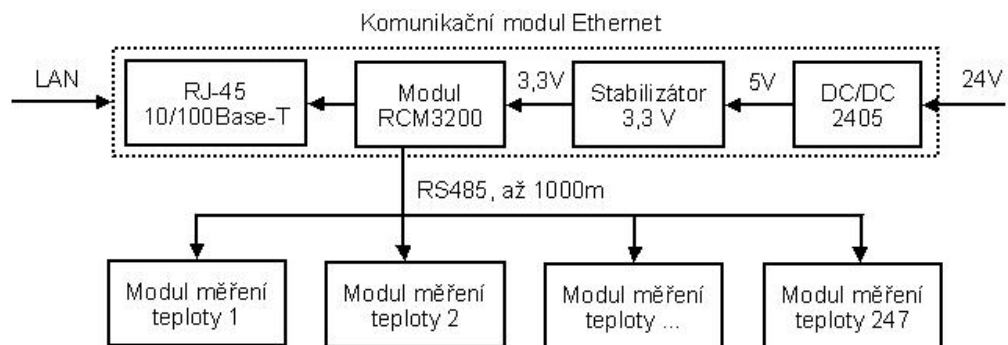 Komunikační modul Ethernet
LAN
RJ-45
10/100Base-T
Modul
RCM3200
3,3V
Stabilizátor
3,3 V
5V
DC/DC
2405
24V
RS485, až 1000m
Modul měření
teploty 1
Modul měření
teploty 2
Modul měření
teploty ...
Modul měření
teploty 247